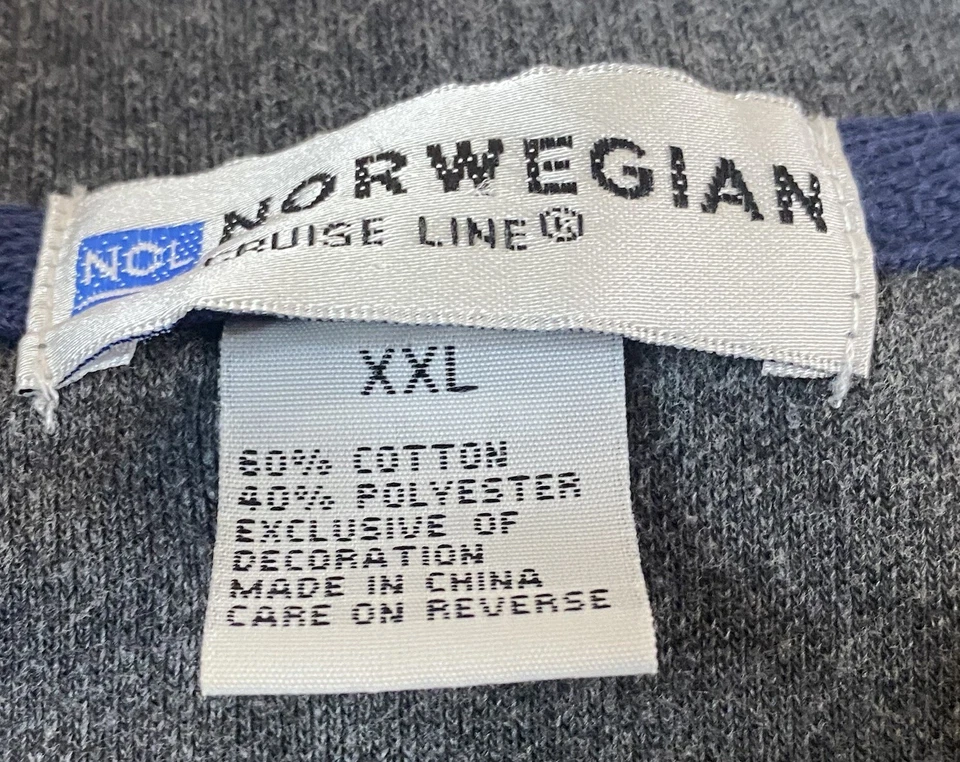 NORWEGIAN
NCL CRUISE LINE®
XXL
60% COTTON
40% POLYESTER
EXCLUSIVE OF
DECORATION
MADE IN CHINA
CARE ON REVERSE